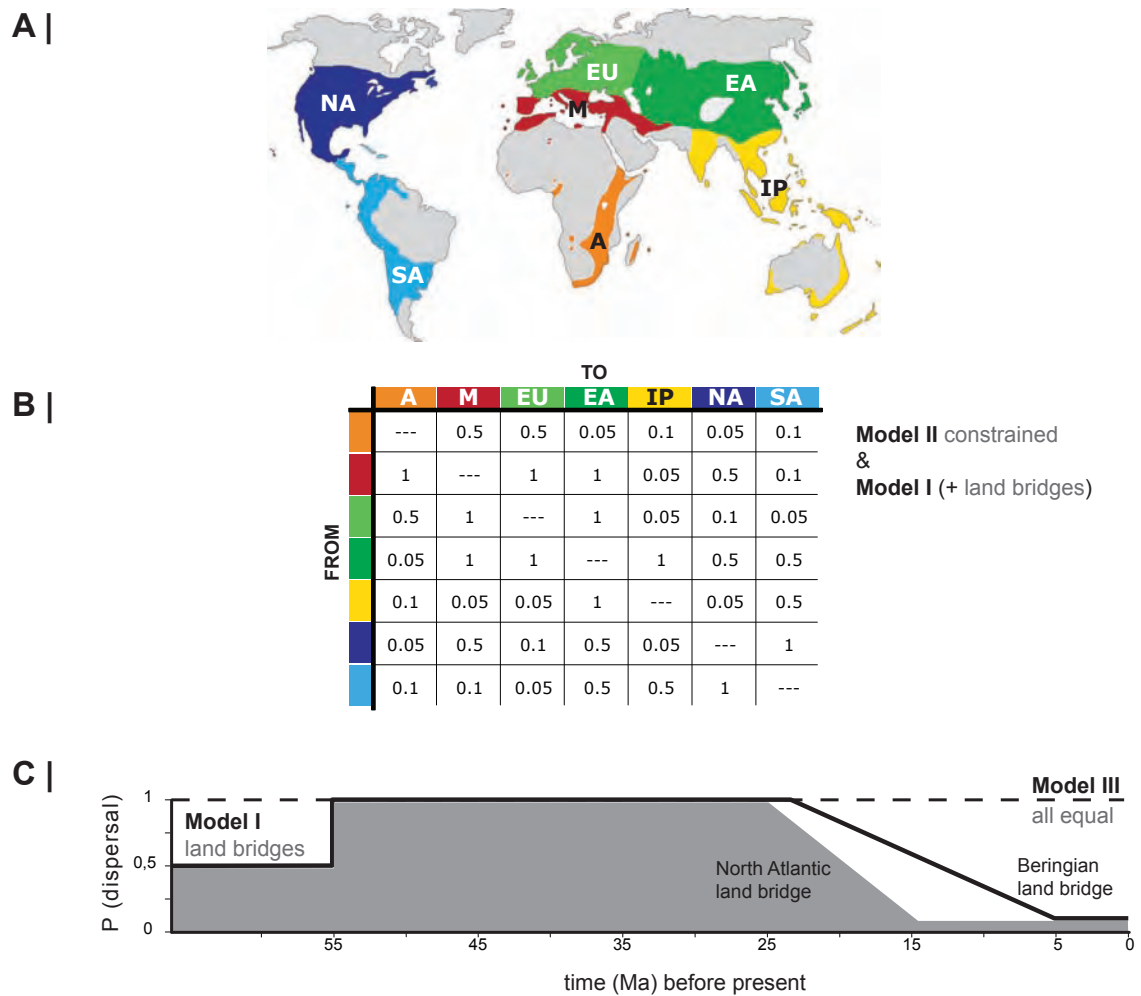 A |
NA
EU
EA
M
IP
A
SA
B |
TO
A M EU EA IP NA SA
FROM
--- 0.5 0.5 0.05 0.1 0.05 0.1
1 --- 1 1 0.05 0.5 0.1
0.5 1 --- 1 0.05 0.1 0.05
0.05 1 1 --- 1 0.5 0.5
0.1 0.05 0.05 1 --- 0.05 0.5
0.05 0.5 0.1 0.5 0.05 --- 1
0.1 0.1 0.05 0.5 0.5 1 ---
Model II constrained
&
Model I (+ land bridges)
C |
P (dispersal)
1
0,5
0
Model I
land bridges
North Atlantic
land bridge
Model III
all equal
Beringian
land bridge
55 45 35 25 15 5 0
time (Ma) before present